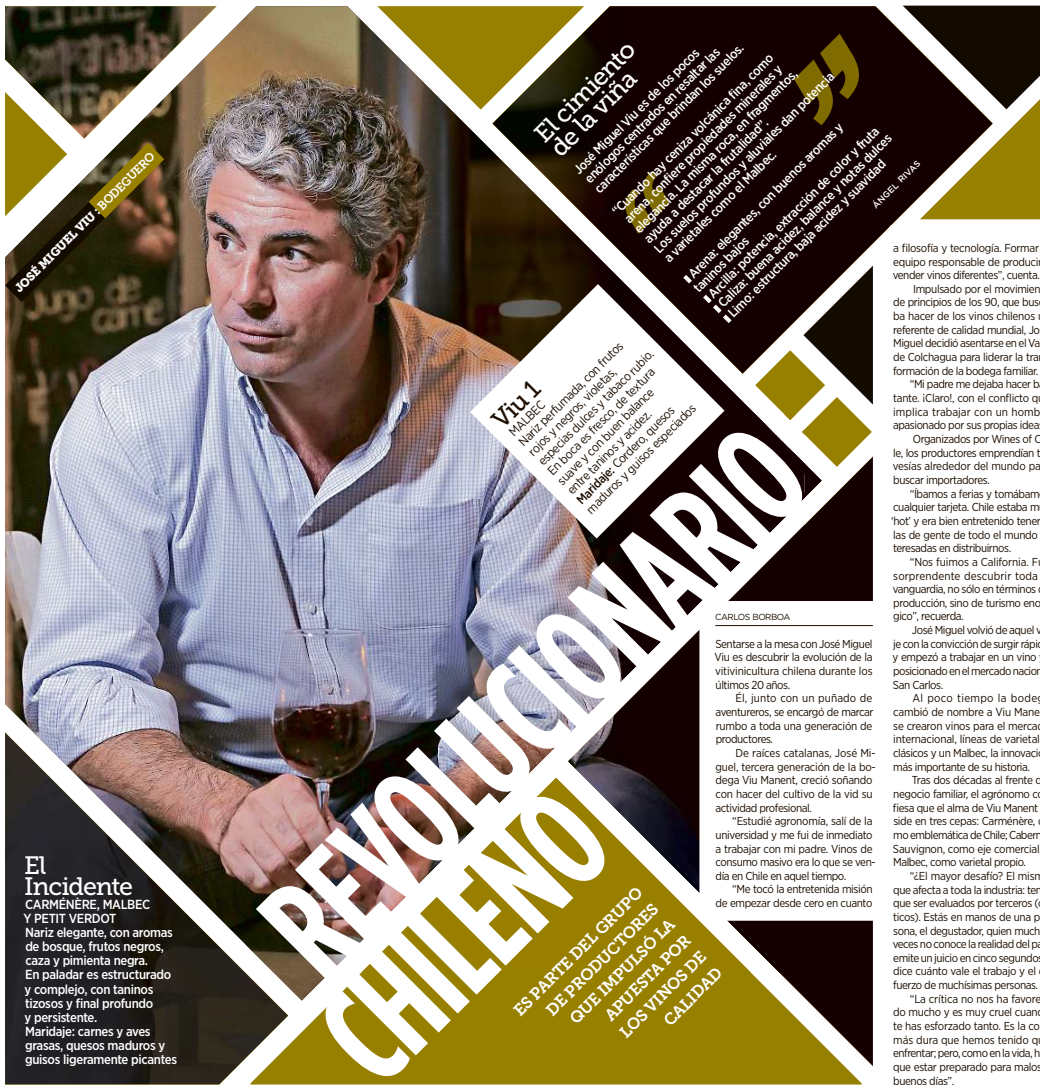 Jugo de
carne
JOSÉ MIGUEL VIU - BODEGUERO
El cimiento
de la viña
José Miguel Viu es de los pocos
enólogos centrados en resaltar las
características que brindan los suelos.
“Cuando hay ceniza volcánica fina, como
arena, confiere propiedades minerales y
elegancia. La misma roca, en fragmentos,
ayuda a destacar la frutalidad”.
Los suelos profundos y aluviales dan potencia
a varietales como el Malbec.
Arena: elegantes, con buenos aromas y
taninos bajos
Arcilla: potencia, extracción de color y fruta
Caliza: buena acidez, balance y notas dulces
Limo: estructura, baja acidez y suavidad
ÁNGEL RIVAS
Viu 1
MALBEC
Nariz perfumada, con frutos
rojos y negros, violetas,
especias dulces y tabaco rubio.
En boca es fresco, de textura
suave y con buen balance
entre taninos y acidez.
Maridaje: Cordero, quesos
maduros y guisos especiados
REVOLUCIONARIO
CHILENO
ES PARTE DEL GRUPO
DE PRODUCTORES
QUE IMPULSÓ LA
APUESTA POR
LOS VINOS DE
CALIDAD
El
Incidente
CARMÉNÈRE, MALBEC
Y PETIT VERDOT
Nariz elegante, con aromas
de bosque, frutos negros,
caza y pimienta negra.
En paladar es estructurado
y complejo, con taninos
tizosos y final profundo
y persistente.
Maridaje: carnes y aves
grasas, quesos maduros y
guisos ligeramente picantes
CARLOS BORBOA
Sentarse a la mesa con José Miguel
Viu es descubrir la evolución de la
vitivinicultura chilena durante los
últimos 20 años.
Él, junto con un puñado de
aventureros, se encargó de marcar
rumbo a toda una generación de
productores.
De raíces catalanas, José Mi-
guel, tercera generación de la bo-
dega Viu Manent, creció soñando
con hacer del cultivo de la vid su
actividad profesional.
“Estudié agronomía, salí de la
universidad y me fui de inmediato
a trabajar con mi padre. Vinos de
consumo masivo era lo que se ven-
día en Chile en aquel tiempo.
“Me tocó la entretenida misión
de empezar desde cero en cuanto
a filosofía y tecnología. Formar
equipo responsable de producir
vender vinos diferentes”, cuenta.
Impulsado por el movimien
de principios de los 90, que bus
ba hacer de los vinos chilenos u
referente de calidad mundial, Jos
Miguel decidió asentarse en el Va
de Colchagua para liderar la tran
formación de la bodega familiar.
“Mi padre me dejaba hacer ba
tante. ¡Claro!, con el conflicto qu
implica trabajar con un homb
apasionado por sus propias idea
Organizados por Wines of C
le, los productores emprendían t
vesías alrededor del mundo pa
buscar importadores.
“Íbamos a ferias y tomábam
cualquier tarjeta. Chile estaba mu
‘hot’ y era bien entretenido tener
las de gente de todo el mundo
teresadas en distribuirnos.
“Nos fuimos a California. Fu
sorprendente descubrir toda
vanguardia, no sólo en términos d
producción, sino de turismo eno
gico”, recuerda.
José Miguel volvió de aquel v
je con la convicción de surgir rápi
y empezó a trabajar en un vino
posicionado en el mercado nacion
San Carlos.
Al poco tiempo la bodeg
cambió de nombre a Viu Mane
se crearon vinos para el mercad
internacional, líneas de varietal
clásicos y un Malbec, la innovació
más importante de su historia.
Tras dos décadas al frente d
negocio familiar, el agrónomo co
fiesa que el alma de Viu Manent
side en tres cepas: Carménère, c
mo emblemática de Chile; Cabern
Sauvignon, como eje comercial,
Malbec, como varietal propio.
“¿El mayor desafío? El mism
que afecta a toda la industria: ten
que ser evaluados por terceros (c
ticos). Estás en manos de una p
sona, el degustador, quien much
veces no conoce la realidad del pa
emite un juicio en cinco segundos
dice cuánto vale el trabajo y el e
fuerzo de muchísimas personas.
“La crítica no nos ha favore
do mucho y es muy cruel cuand
te has esforzado tanto. Es la co
más dura que hemos tenido qu
enfrentar; pero, como en la vida, h
que estar preparado para malos
buenos días”.